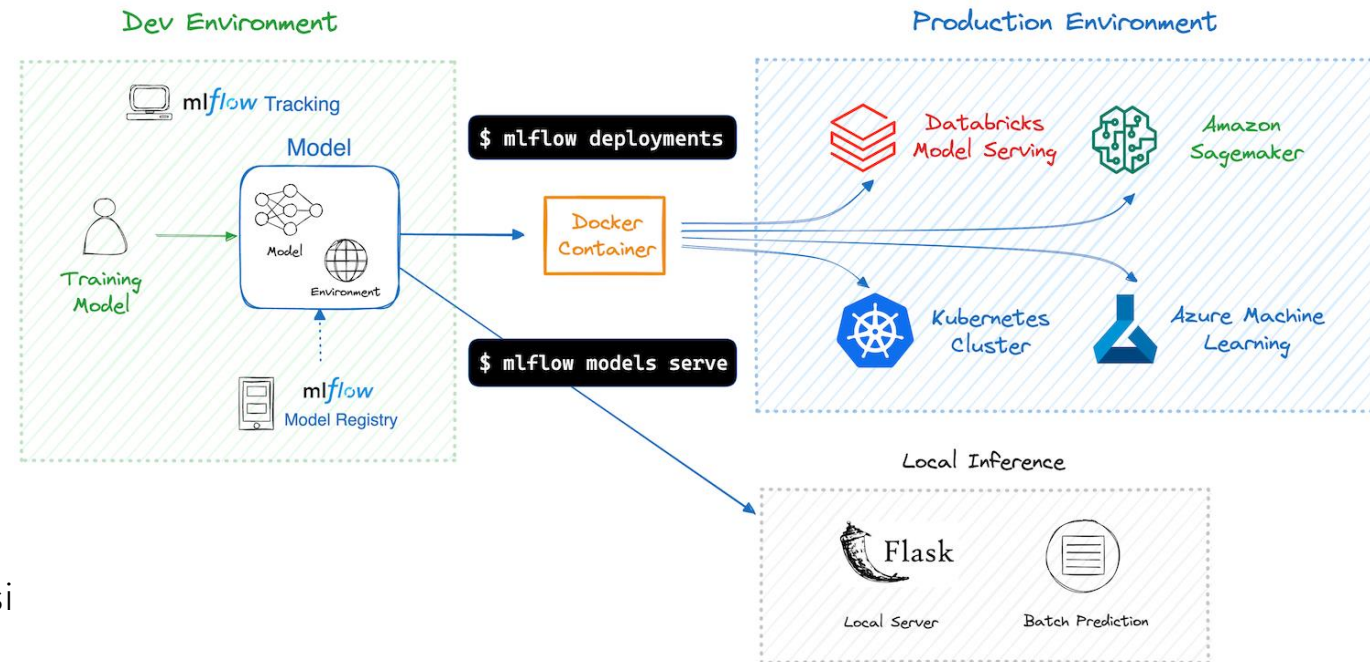 Dev Environment
Production Environment
mlflow Tracking
Model
Model
Environment
Training
Model
mlflow
Model Registry
$ mlflow deployments
Docker
Container
$ mlflow models serve
Databricks
Model Serving
Amazon
Sagemaker
Kubernetes
Cluster
Azure Machine
Learning
Local Inference
Flask
Local Server
Batch Prediction
si